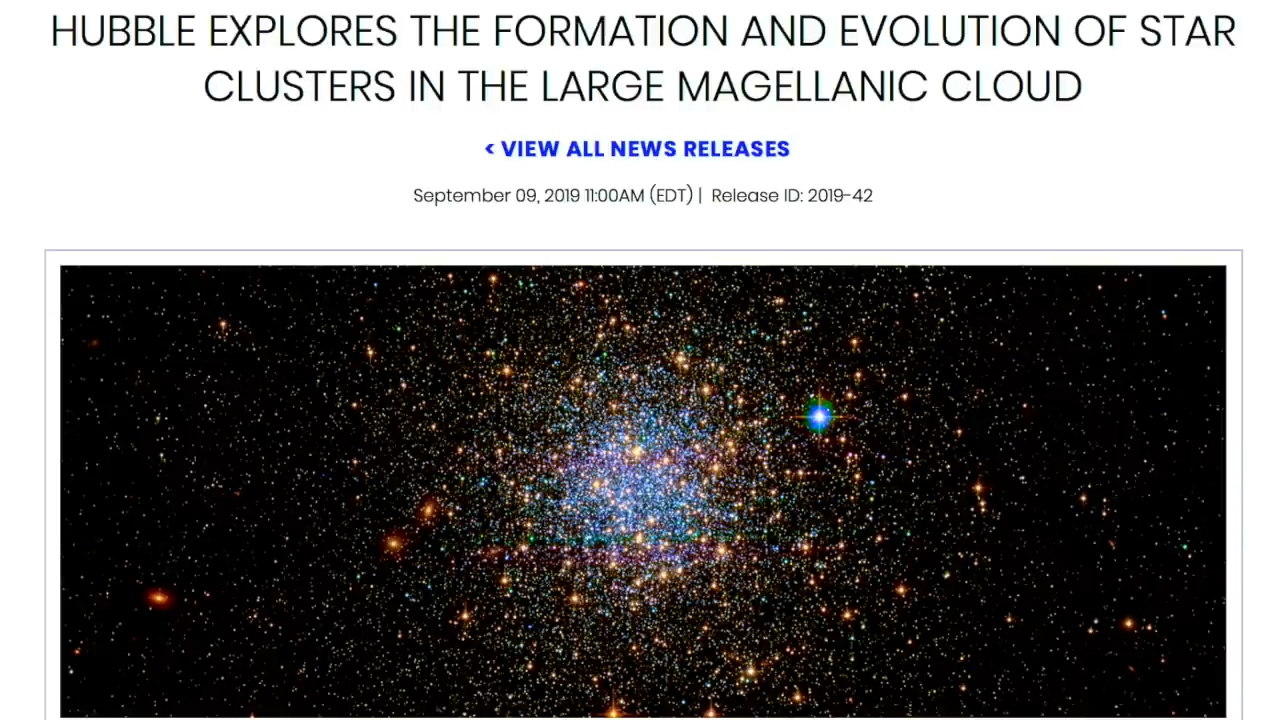 HUBBLE EXPLORES THE FORMATION AND EVOLUTION OF STAR
CLUSTERS IN THE LARGE MAGELLANIC CLOUD
< VIEW ALL NEWS RELEASES
September 09, 2019 11:00AM (EDT) | Release ID: 2019-42